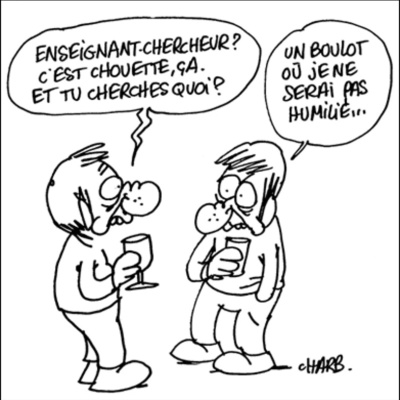 ENSEIGNANT-CHERCHEUR?
C'EST CHOUETTE, ÇA.
ET TU CHERCHES QUOI?
UN BOULOT
OÙ JE NE
SERAI PAS
HUMILIÉ...
CHARB.